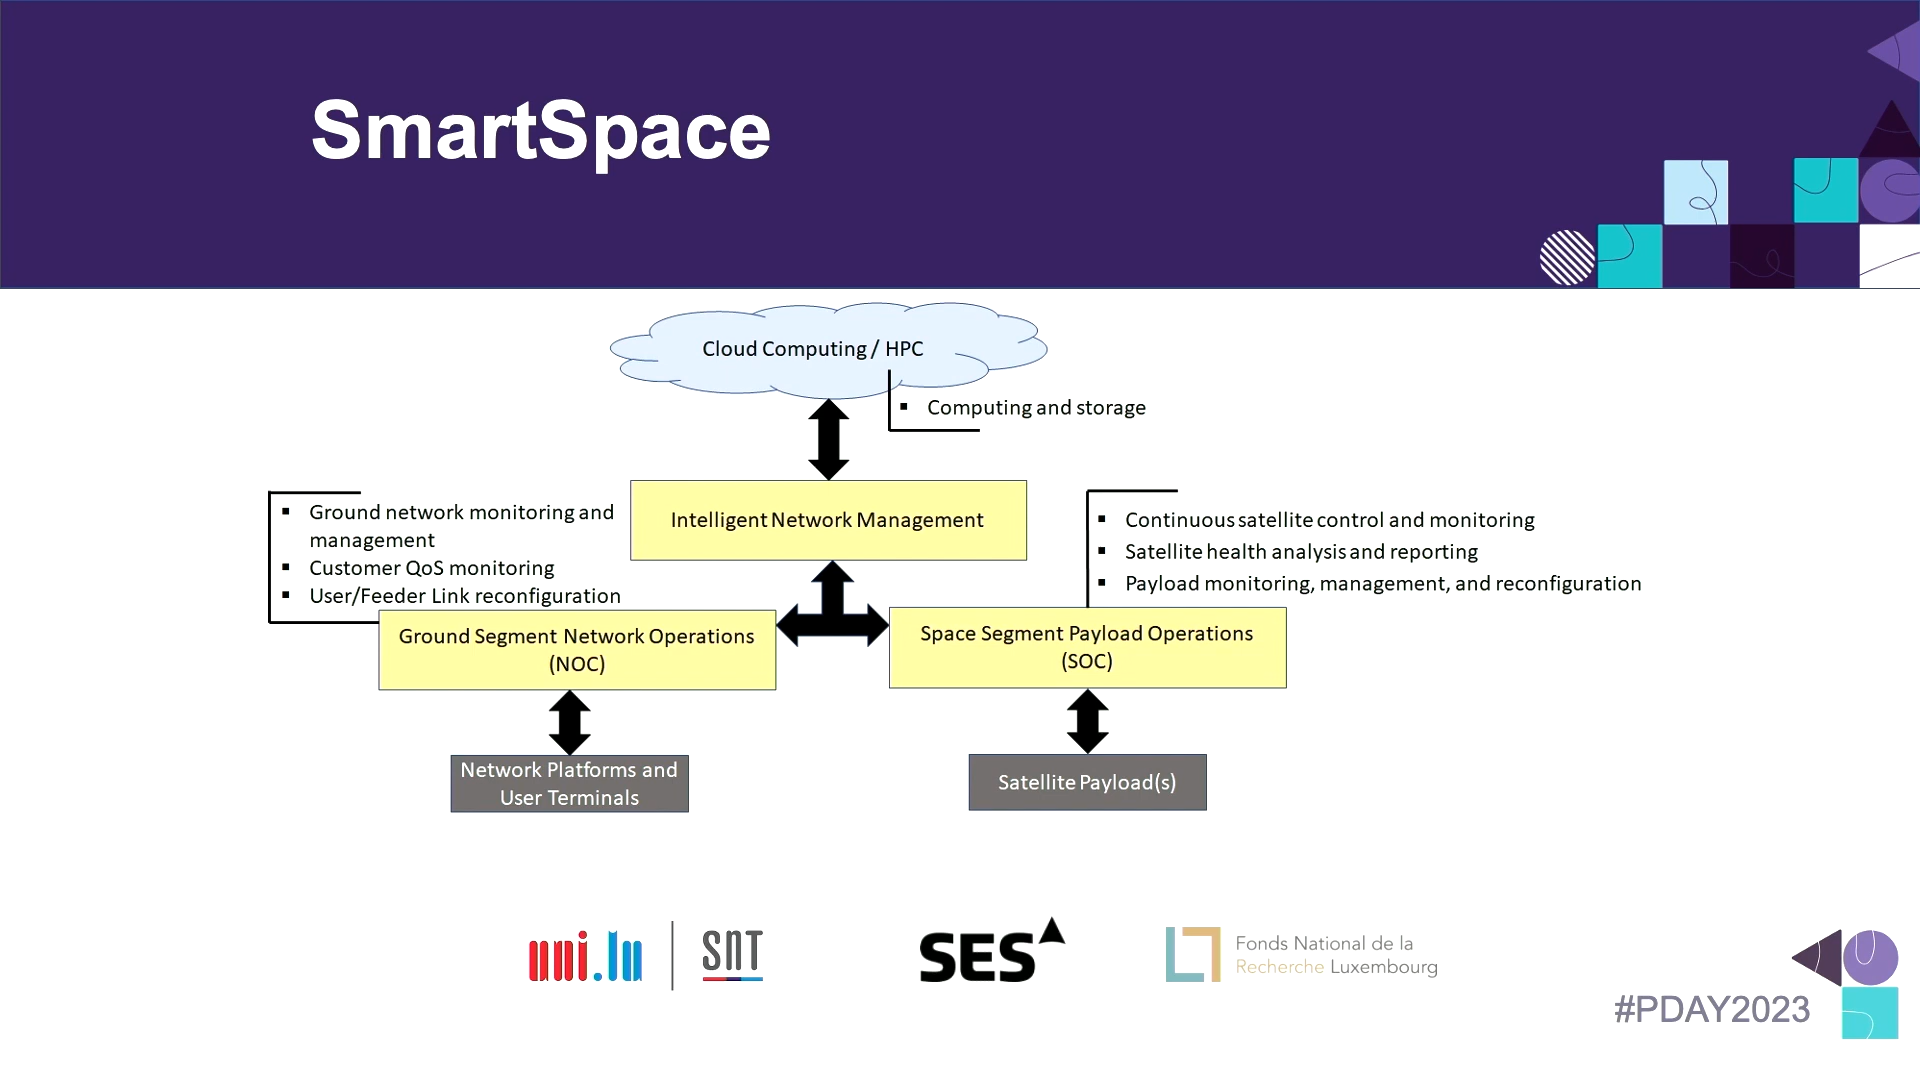 SmartSpace
Cloud Computing / HPC
▪ Computing and storage
▪ Ground network monitoring and
management
▪ Customer QoS monitoring
▪ User/Feeder Link reconfiguration
Intelligent Network Management
▪ Continuous satellite control and monitoring
▪ Satellite health analysis and reporting
▪ Payload monitoring, management, and reconfiguration
Ground Segment Network Operations
(NOC)
Space Segment Payload Operations
(SOC)
Network Platforms and
User Terminals
Satellite Payload(s)
uni.lu
SNT
SES
Fonds National de la
Recherche Luxembourg
#PDAY2023